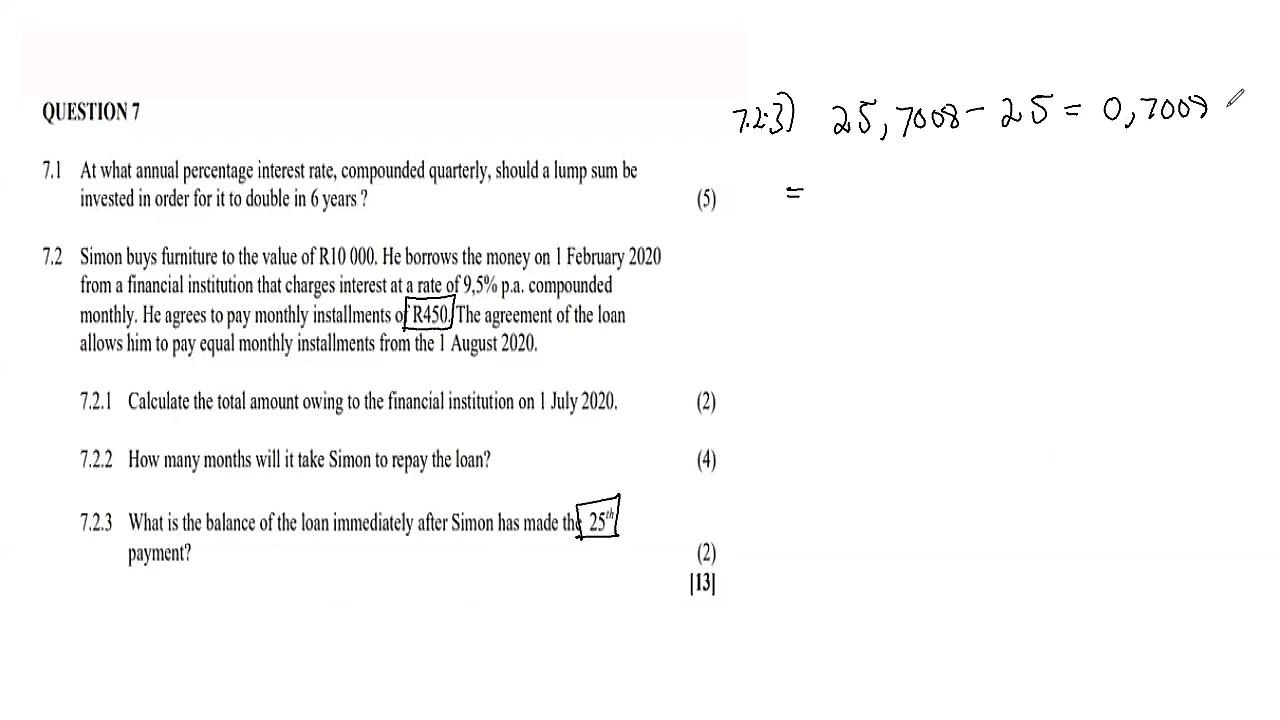 QUESTION 7
7.1 At what annual percentage interest rate, compounded quarterly, should a lump sum be
invested in order for it to double in 6 years ? (5)
7.2 Simon buys furniture to the value of R10 000. He borrows the money on 1 February 2020
from a financial institution that charges interest at a rate of 9,5% p.a. compounded
monthly. He agrees to pay monthly installments of R450. The agreement of the loan
allows him to pay equal monthly installments from the 1 August 2020.
7.2.1 Calculate the total amount owing to the financial institution on 1 July 2020. (2)
7.2.2 How many months will it take Simon to repay the loan? (4)
7.2.3 What is the balance of the loan immediately after Simon has made the 25th
payment? (2)
[13]
7.2.3) 25,7008 - 25 = 0,7008
=